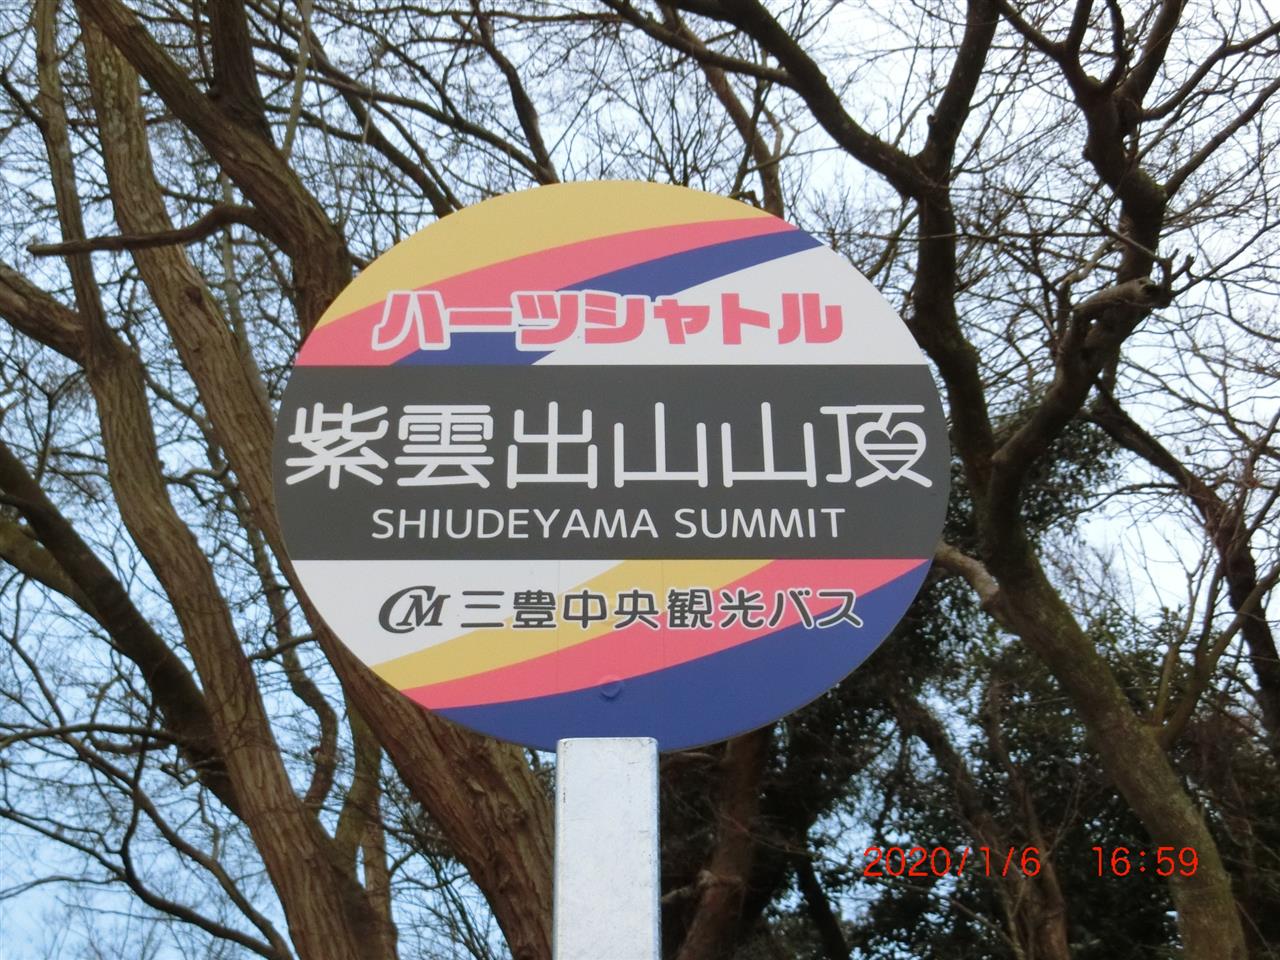 ハーツシャトル
紫雲出山山頂
SHIUDEYAMA SUMMIT
CM 三豊中央観光バス
2020/1/6 16:59